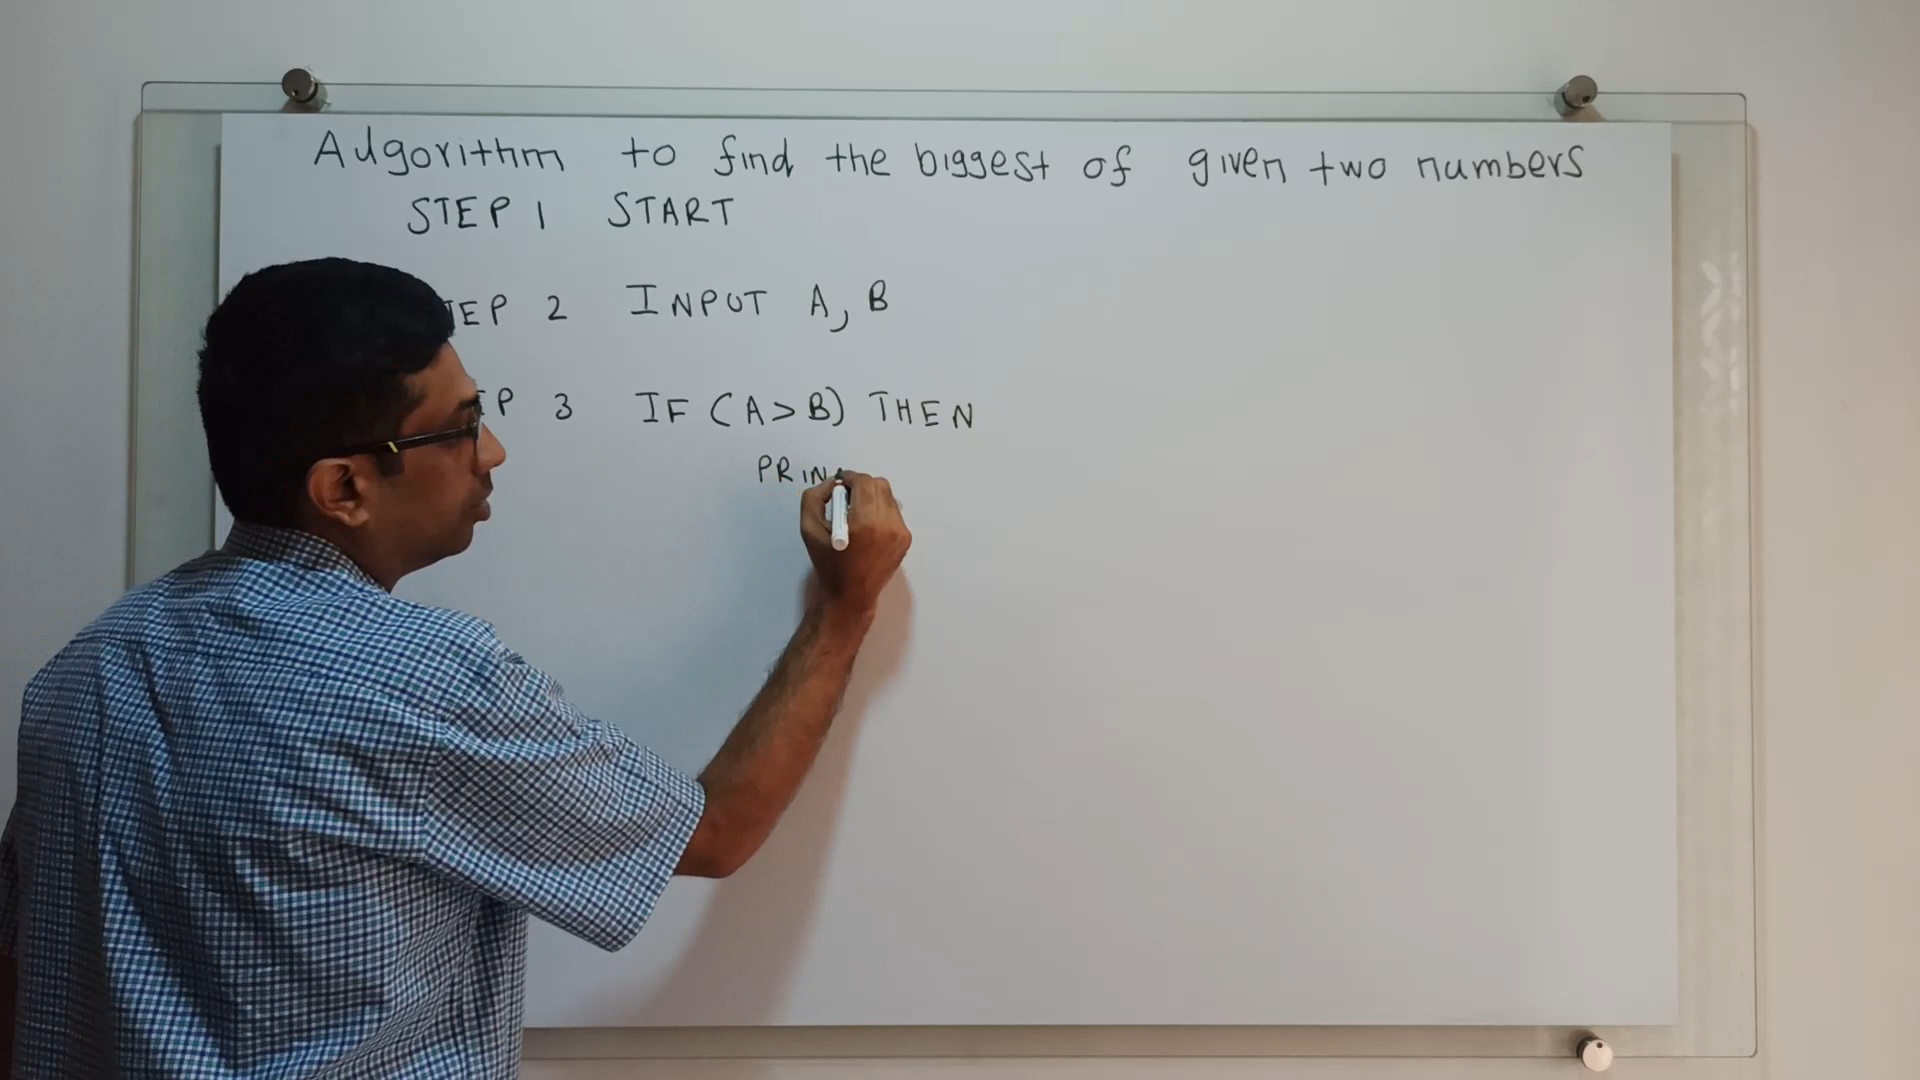 Algorithm to find the biggest of given two numbers
STEP 1 START
TEP 2 INPUT A, B
EP 3 IF (A>B) THEN
PRIN